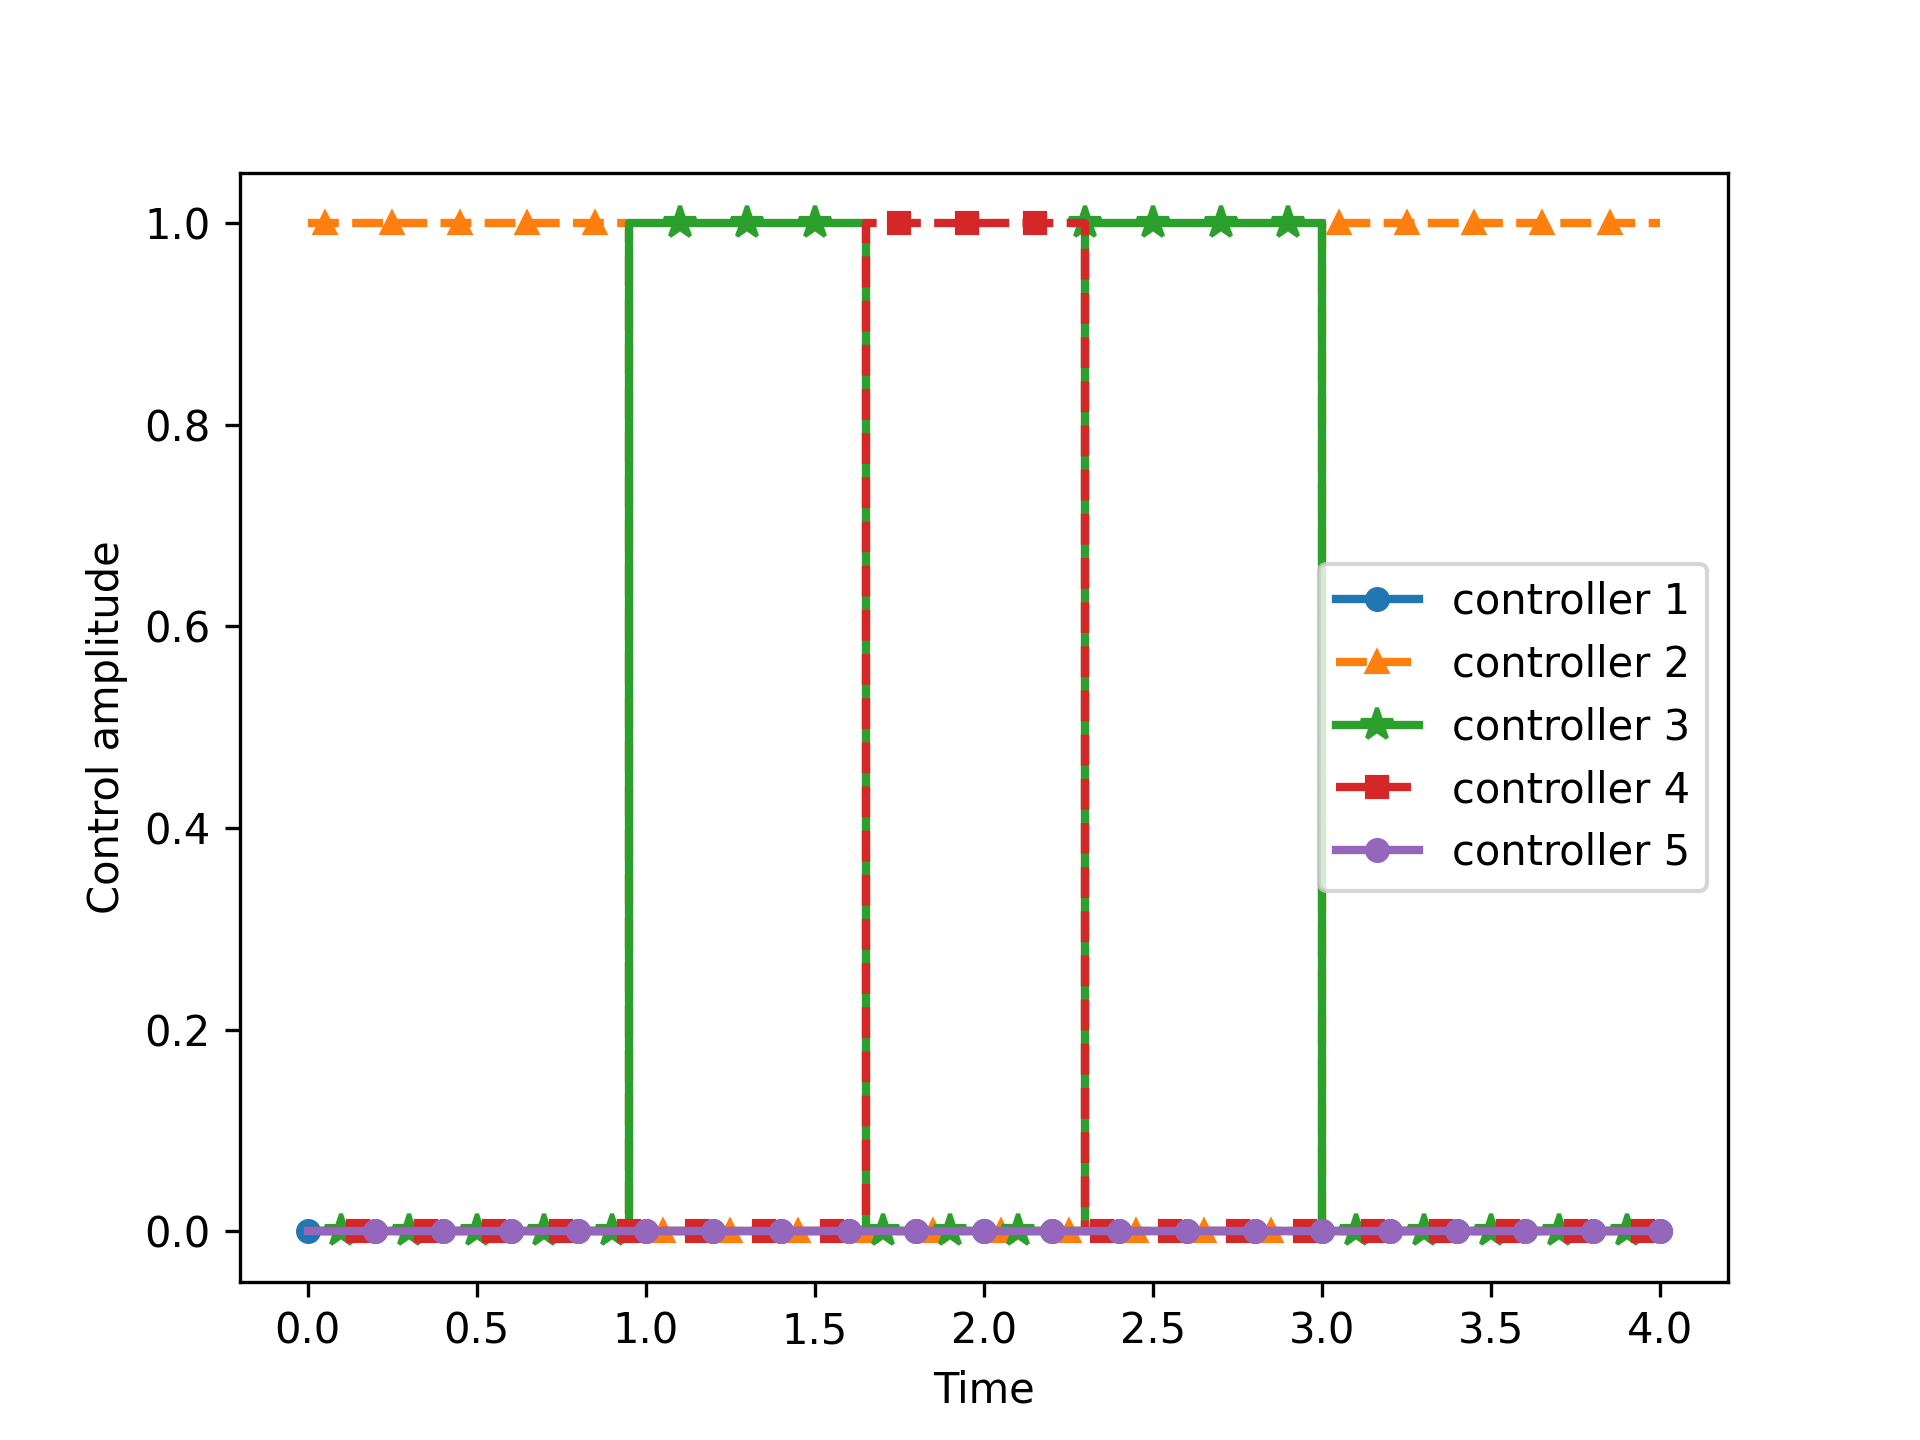 1.0
0.8
0.6
0.4
0.2
0.0
Control amplitude
controller 1
controller 2
controller 3
controller 4
controller 5
0.0 0.5 1.0 1.5 2.0 2.5 3.0 3.5 4.0
Time